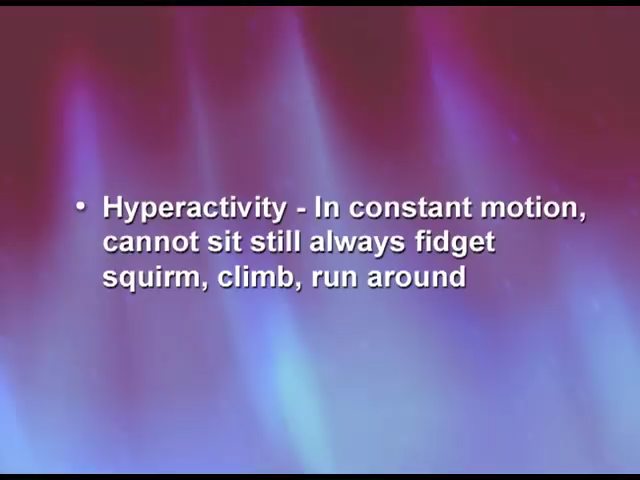 • Hyperactivity - In constant motion,
cannot sit still always fidget
squirm, climb, run around